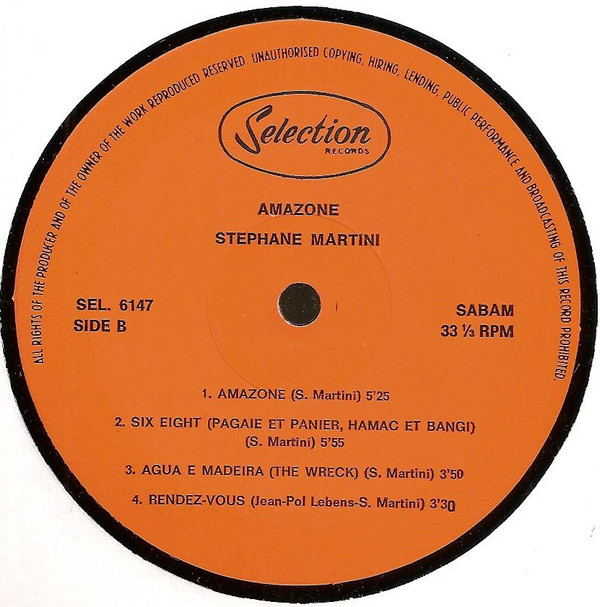 ALL RIGHTS OF THE PRODUCER AND OF THE OWNER OF THE WORK REPRODUCED RESERVED. UNAUTHORISED COPYING, HIRING, LENDING, PUBLIC PERFORMANCE AND BROADCASTING OF THIS RECORD PROHIBITED.
Selection
RECORDS
AMAZONE
STEPHANE MARTINI
SEL. 6147
SIDE B
SABAM
33 ⅓ RPM
1. AMAZONE (S. Martini) 5'25
2. SIX EIGHT (PAGAIE ET PANIER, HAMAC ET BANGI)
(S. Martini) 5'55
3. AGUA E MADEIRA (THE WRECK) (S. Martini) 3'50
4. RENDEZ-VOUS (Jean-Pol Lebens-S. Martini) 3'30